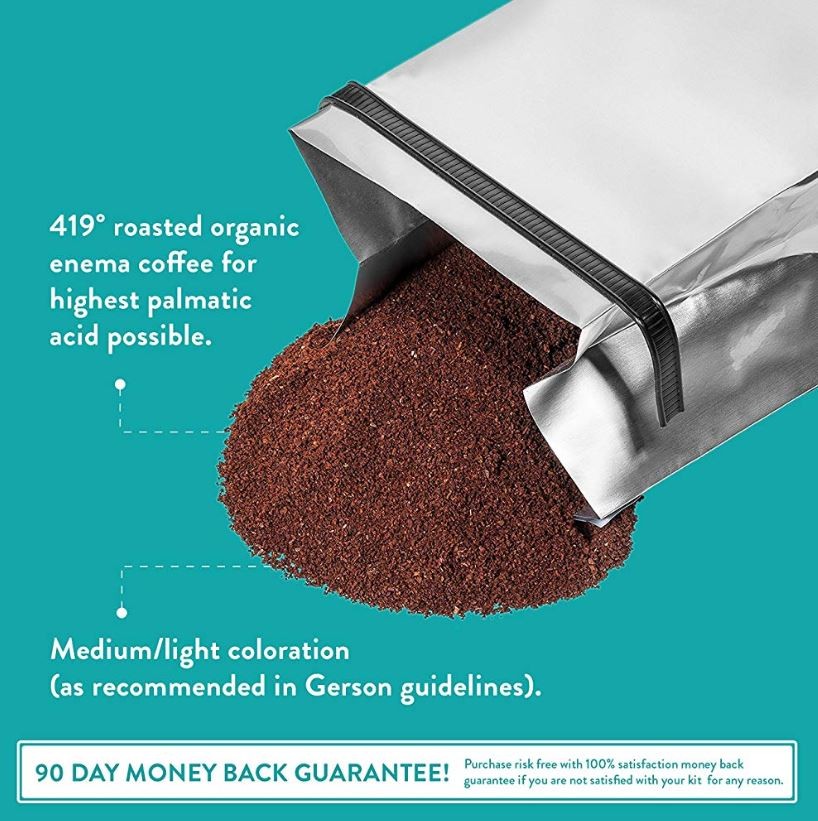 419° roasted organic
enema coffee for
highest palmatic
acid possible.
Medium/light coloration
(as recommended in Gerson guidelines).
90 DAY MONEY BACK GUARANTEE!
Purchase risk free with 100% satisfaction money back
guarantee if you are not satisfied with your kit for any reason.